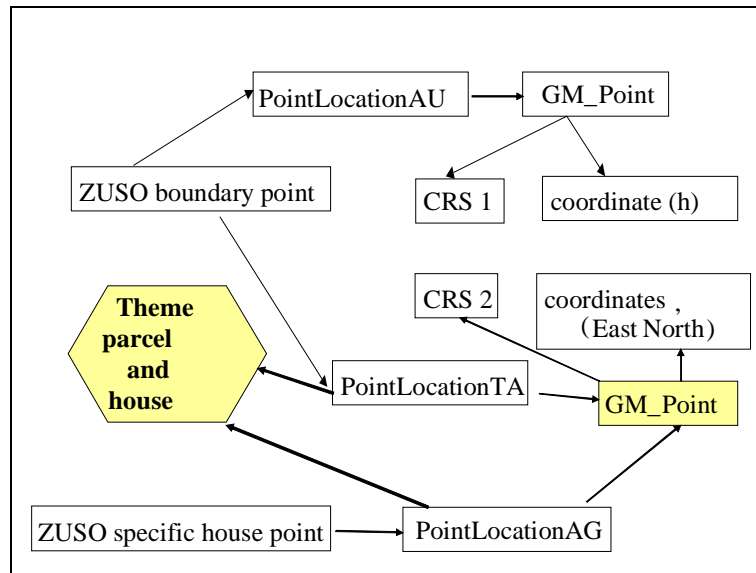 PointLocationAU
GM_Point
ZUSO boundary point
CRS 1
coordinate (h)
Theme
parcel
and
house
CRS 2
coordinates ,
（East North）
PointLocationTA
GM_Point
ZUSO specific house point
PointLocationAG